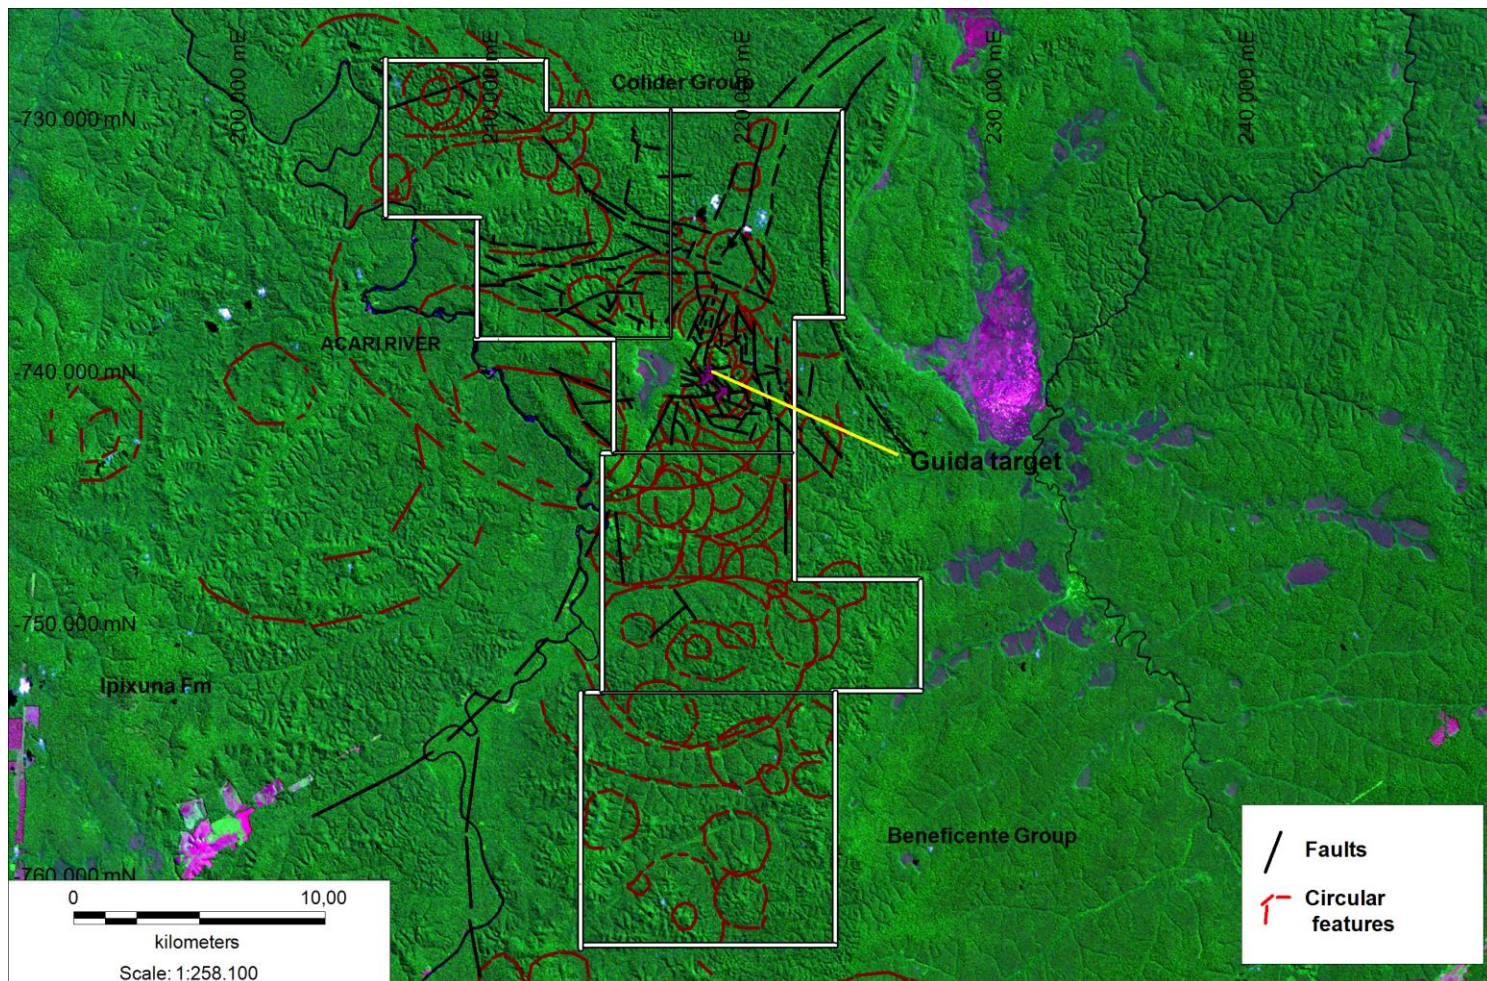 200 000 mE
210 000 mE
220 000 mE
230 000 mE
240 000 mE
Colider Group
-730 000 mN
ACARI RIVER
-740 000 mN
Guida target
-750 000 mN
Ipixuna Fm
Beneficente Group
-760 000 mN
0 10,00
kilometers
Scale: 1:258.100
Faults
Circular
features